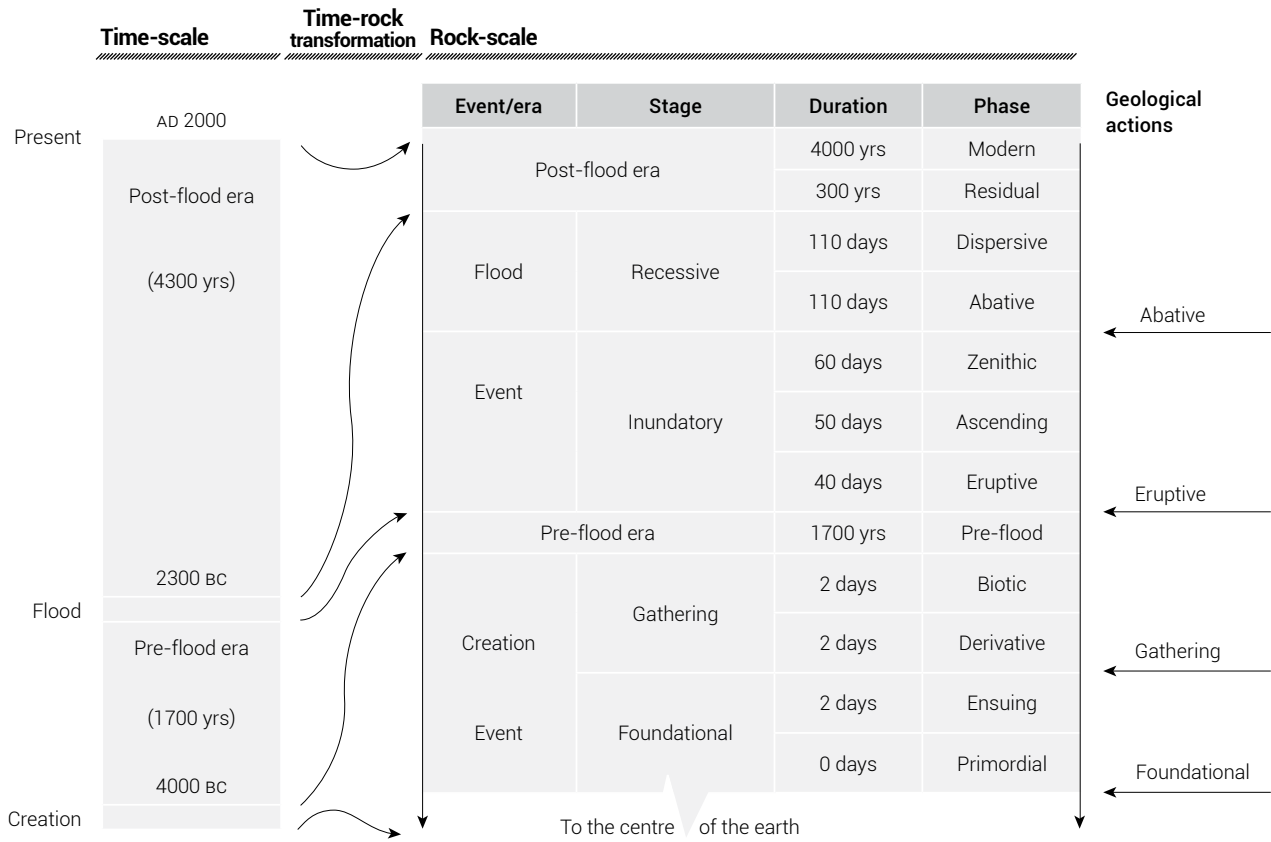 Time-scale
Time-rock
transformation
Rock-scale
Event/era Stage Duration Phase
Geological
actions
AD 2000
Present
Post-flood era
(4300 yrs)
2300 BC
Flood
Pre-flood era
(1700 yrs)
4000 BC
Creation
Post-flood era
4000 yrs Modern
300 yrs Residual
Flood
Recessive
110 days Dispersive
110 days Abative
Event
Inundatory
60 days Zenithic
50 days Ascending
40 days Eruptive
Pre-flood era 1700 yrs Pre-flood
Creation
Gathering
2 days Biotic
2 days Derivative
Event
Foundational
2 days Ensuing
0 days Primordial
To the centre of the earth
Abative
Eruptive
Gathering
Foundational